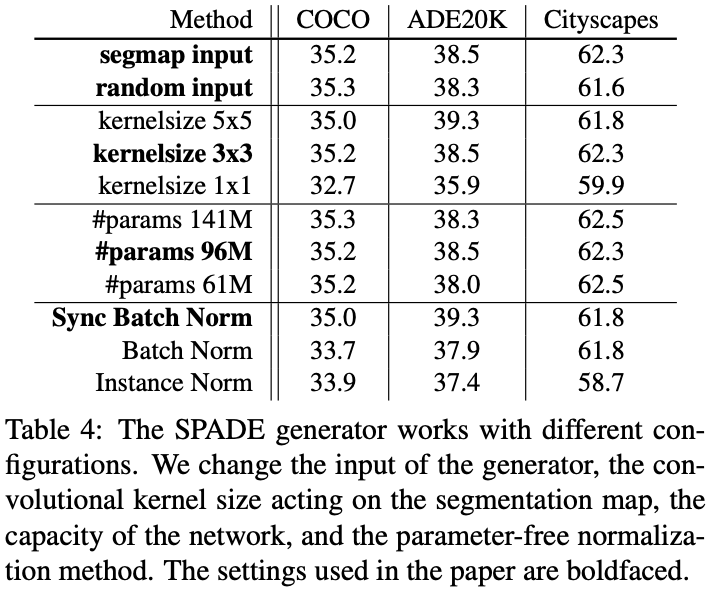 Method COCO ADE20K Cityscapes
segmap input 35.2 38.5 62.3
random input 35.3 38.3 61.6
kernelsize 5x5 35.0 39.3 61.8
kernelsize 3x3 35.2 38.5 62.3
kernelsize 1x1 32.7 35.9 59.9
#params 141M 35.3 38.3 62.5
#params 96M 35.2 38.5 62.3
#params 61M 35.2 38.0 62.5
Sync Batch Norm 35.0 39.3 61.8
Batch Norm 33.7 37.9 61.8
Instance Norm 33.9 37.4 58.7
Table 4: The SPADE generator works with different con-
figurations. We change the input of the generator, the con-
volutional kernel size acting on the segmentation map, the
capacity of the network, and the parameter-free normaliza-
tion method. The settings used in the paper are boldfaced.